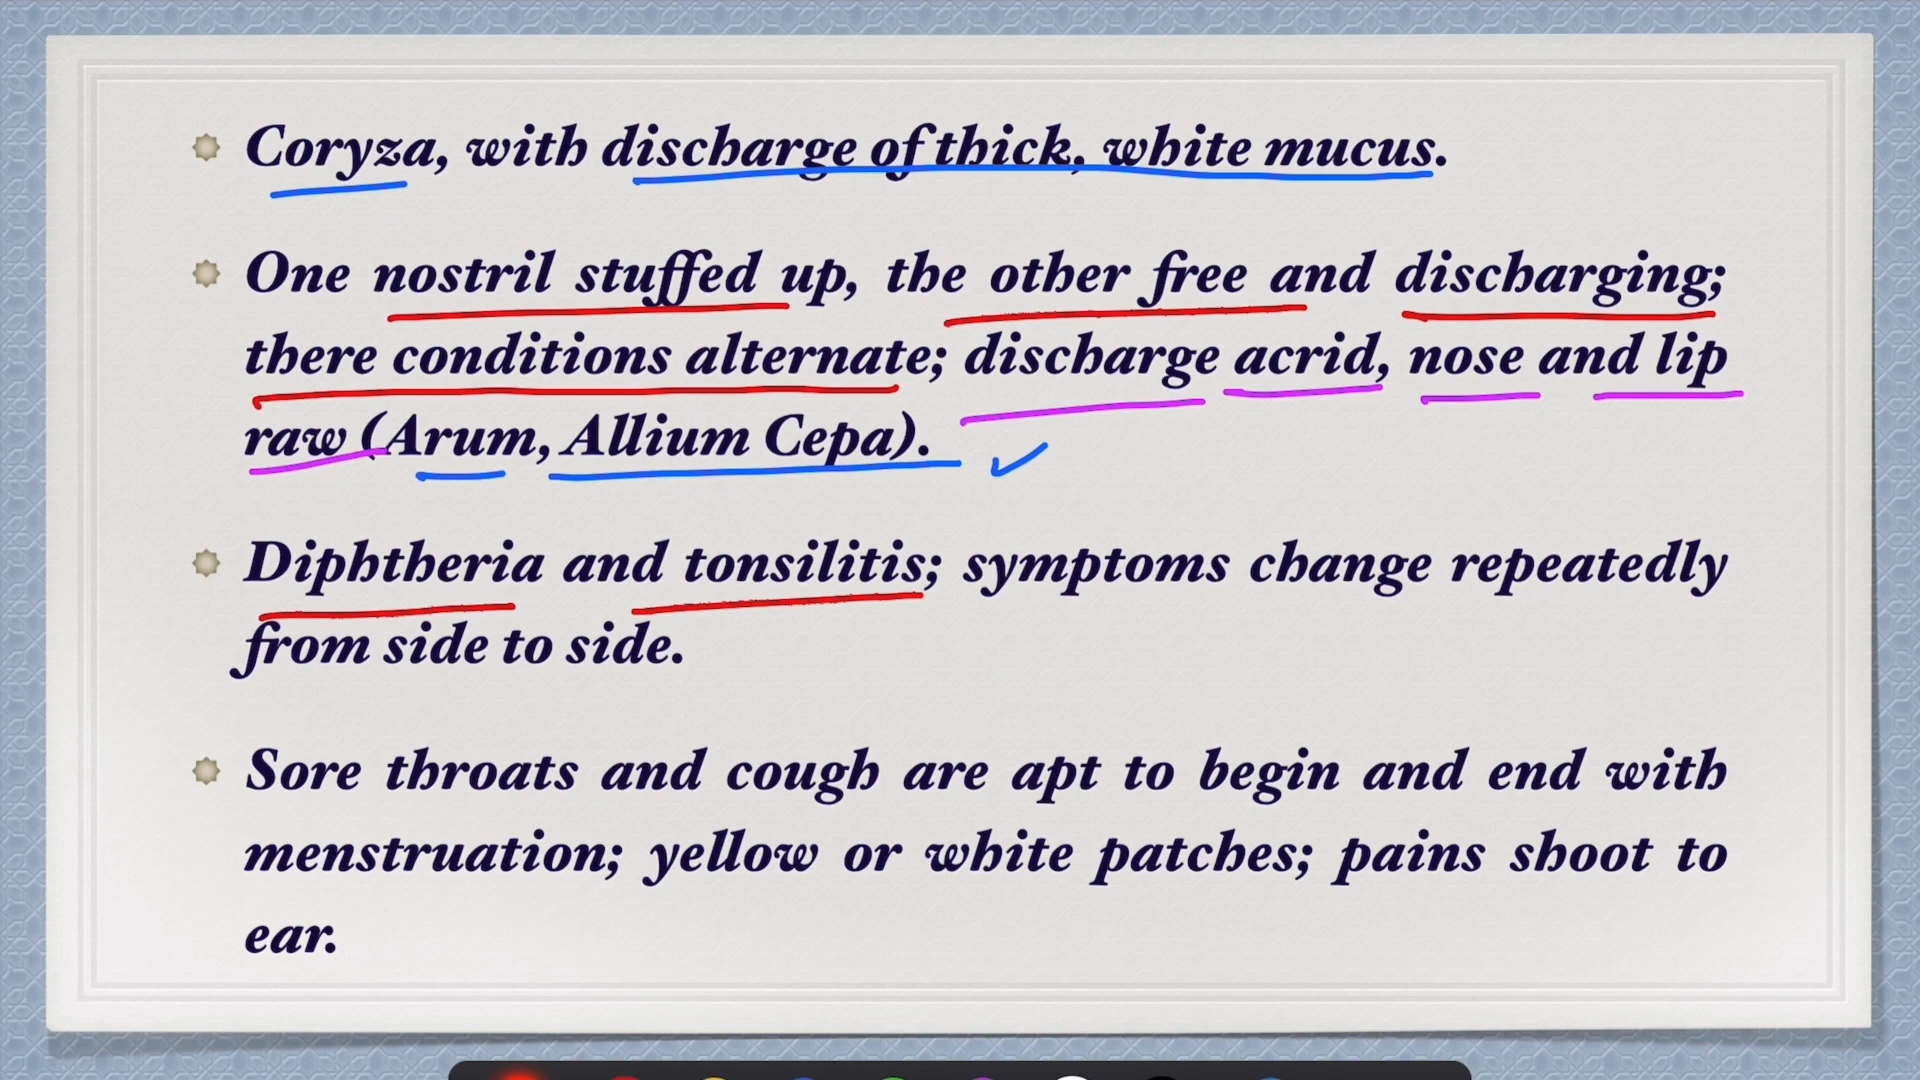 Coryza, with discharge of thick, white mucus.
One nostril stuffed up, the other free and discharging;
there conditions alternate; discharge acrid, nose and lip
raw (Arum, Allium Cepa).
Diphtheria and tonsilitis; symptoms change repeatedly
from side to side.
Sore throats and cough are apt to begin and end with
menstruation; yellow or white patches; pains shoot to
ear.